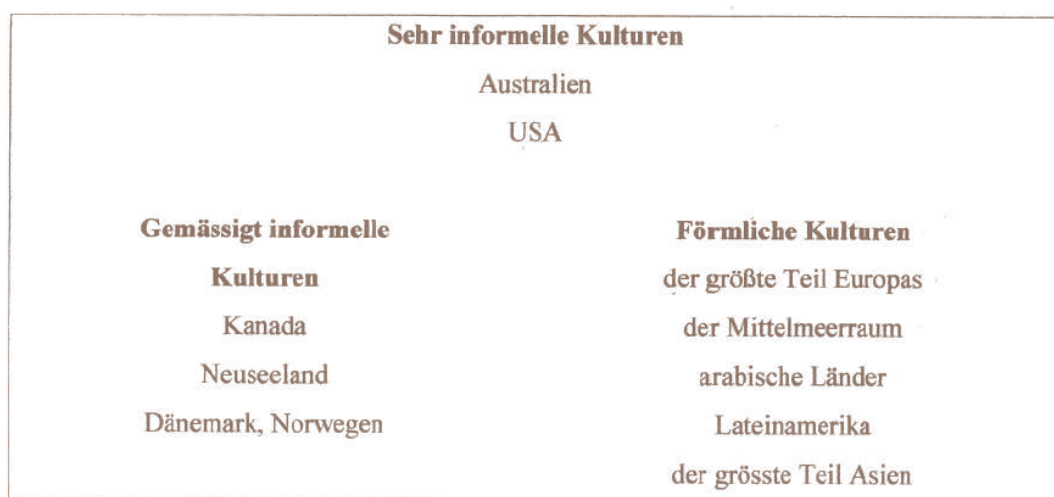 Sehr informelle Kulturen
Australien
USA
Gemässigt informelle
Kulturen
Kanada
Neuseeland
Dänemark, Norwegen
Förmliche Kulturen
der größte Teil Europas
der Mittelmeerraum
arabische Länder
Lateinamerika
der grösste Teil Asien